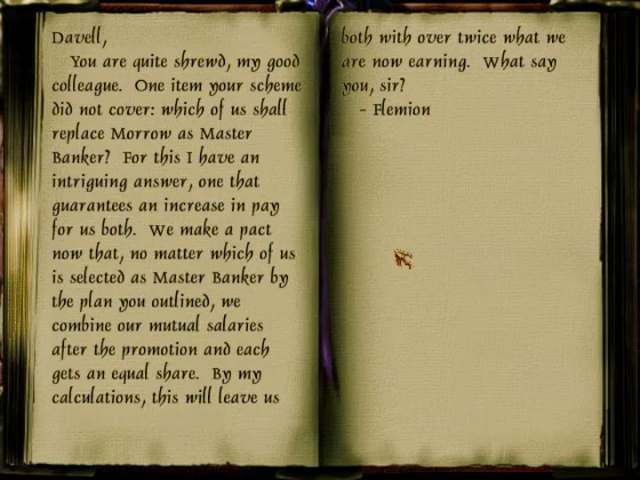 Davell,
You are quite shrewd, my good
colleague. One item your scheme
did not cover: which of us shall
replace Morrow as Master
Banker? For this I have an
intriguing answer, one that
guarantees an increase in pay
for us both. We make a pact
now that, no matter which of us
is selected as Master Banker by
the plan you outlined, we
combine our mutual salaries
after the promotion and each
gets an equal share. By my
calculations, this will leave us
both with over twice what we
are now earning. What say
you, sir?
- Flemion